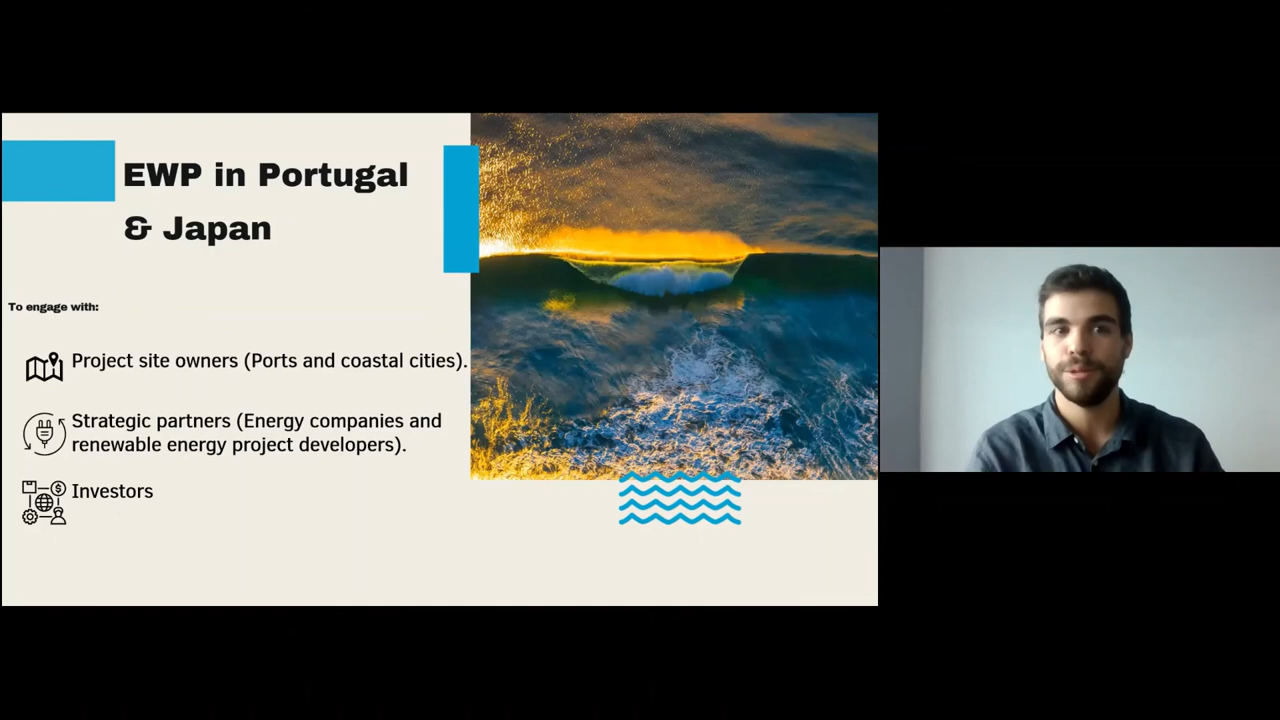 EWP in Portugal
& Japan
To engage with:
Project site owners (Ports and coastal cities).
Strategic partners (Energy companies and
renewable energy project developers).
Investors